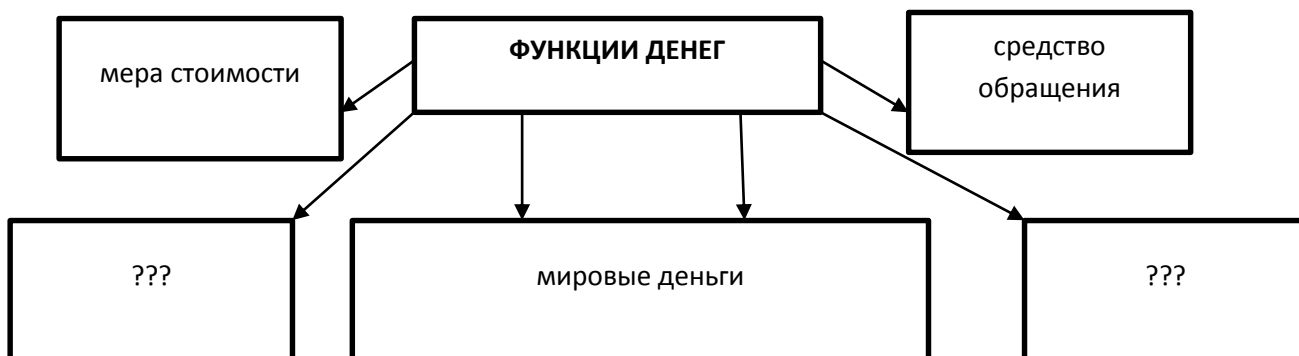 ФУНКЦИИ ДЕНЕГ
мера стоимости
средство
обращения
???
мировые деньги
???